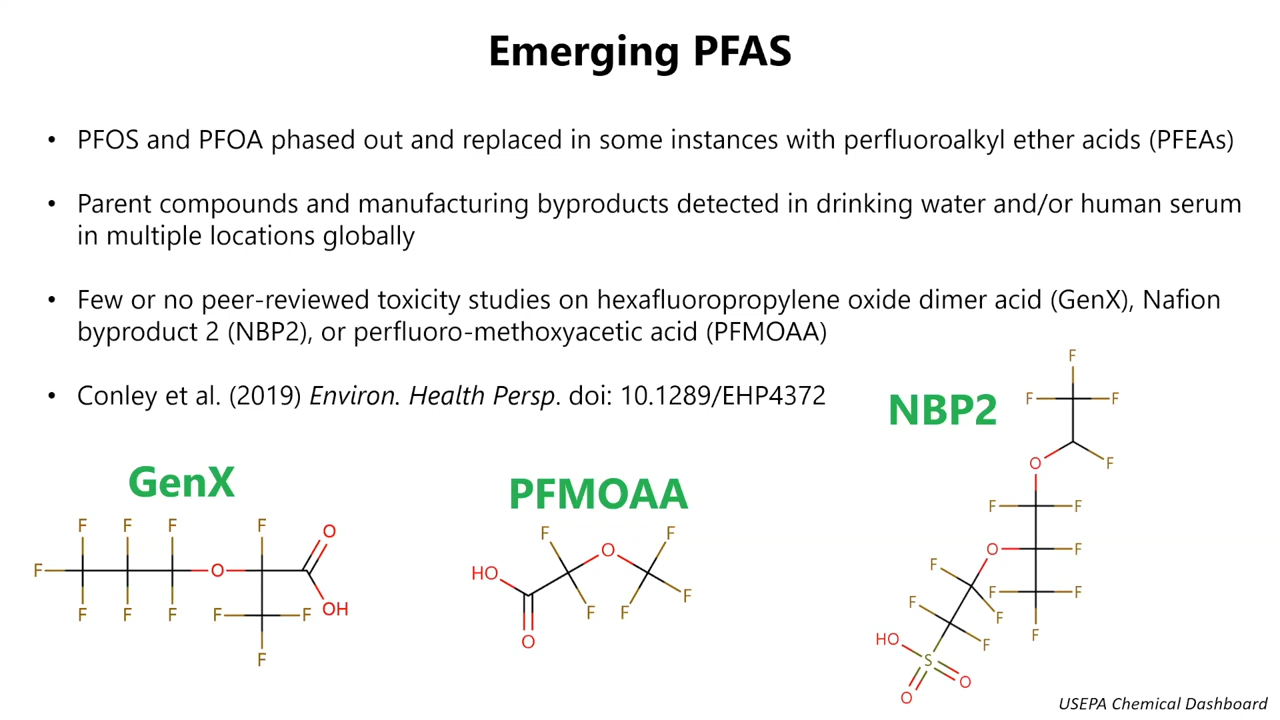 Emerging PFAS
• PFOS and PFOA phased out and replaced in some instances with perfluoroalkyl ether acids (PFEAs)
• Parent compounds and manufacturing byproducts detected in drinking water and/or human serum
in multiple locations globally
• Few or no peer-reviewed toxicity studies on hexafluoropropylene oxide dimer acid (GenX), Nafion
byproduct 2 (NBP2), or perfluoro-methoxyacetic acid (PFMOAA)
• Conley et al. (2019) Environ. Health Persp. doi: 10.1289/EHP4372
GenX
F F F F O
F O
OH
F F F F F
F
PFMOAA
F O F
HO
F
F F
O
NBP2
F
F F
O F
F F
O F
F
F F
F F
F
F
HO F
S
O
O
USEPA Chemical Dashboard